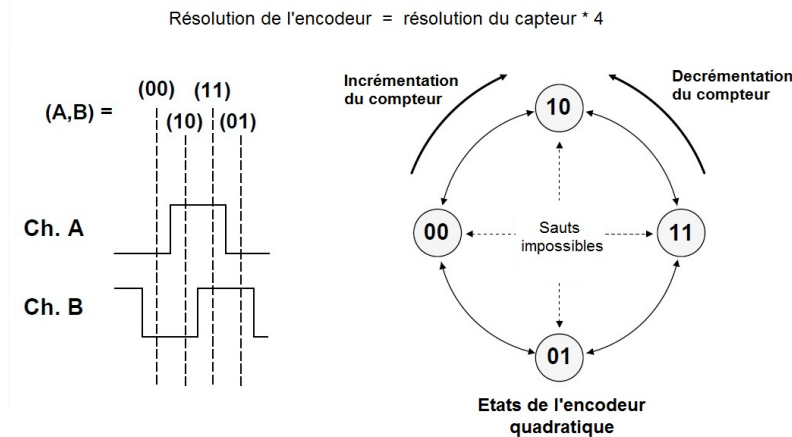 Résolution de l'encodeur = résolution du capteur * 4
(A,B) =
(00)
(11)
(10)
(01)
Ch. A
Ch. B
Incrémentation
du compteur
Decrémentation
du compteur
10
00
Sauts
impossibles
11
01
Etats de l'encodeur
quadratique